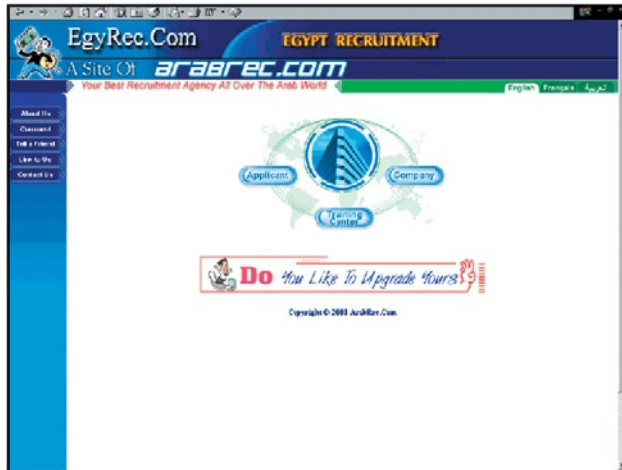 EgyRec.Com
EGYPT RECRUITMENT
A Site Of arabrec.com
Your Best Recruitment Agency All Over The Arab World
English Français العربية
About Us
Tell a Friend
Link to Us
Contact Us
Applicant
Company
Training
Center
Do You Like To Upgrade Yours
Copyright © 2000 ArabRec.Com